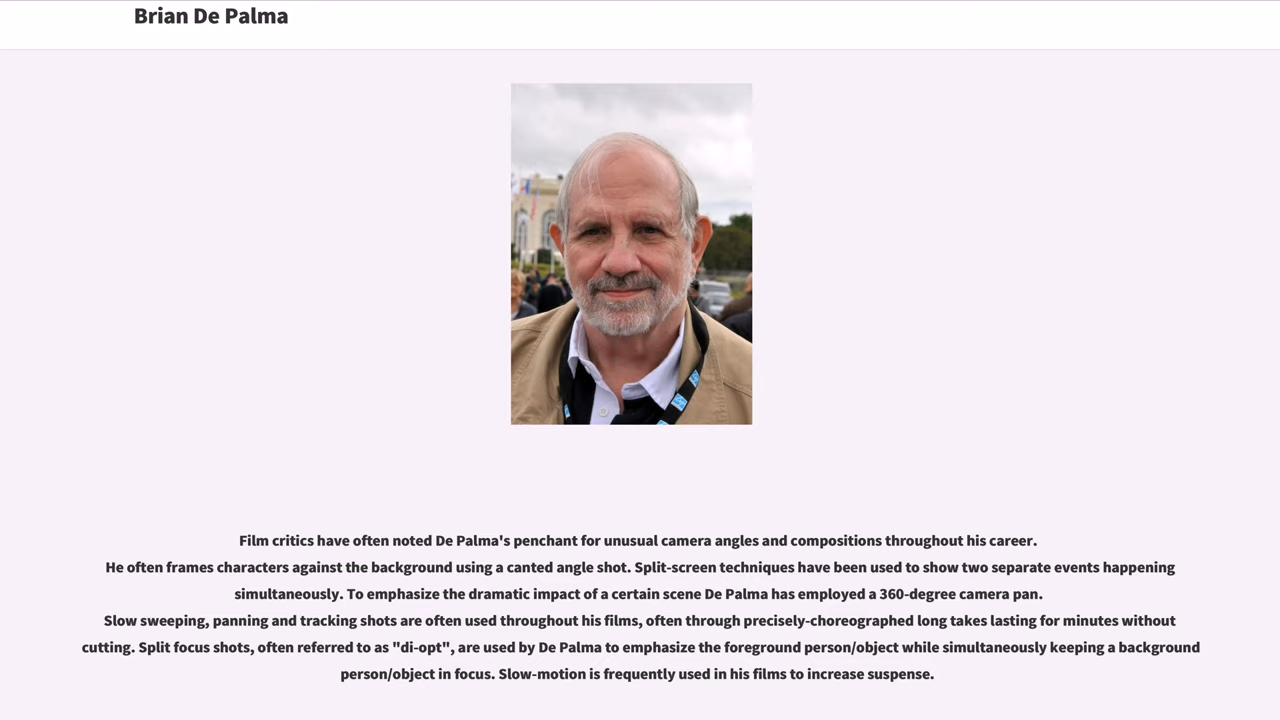 Brian De Palma
Film critics have often noted De Palma's penchant for unusual camera angles and compositions throughout his career.
He often frames characters against the background using a canted angle shot. Split-screen techniques have been used to show two separate events happening
simultaneously. To emphasize the dramatic impact of a certain scene De Palma has employed a 360-degree camera pan.
Slow sweeping, panning and tracking shots are often used throughout his films, often through precisely-choreographed long takes lasting for minutes without
cutting. Split focus shots, often referred to as "di-opt", are used by De Palma to emphasize the foreground person/object while simultaneously keeping a background
person/object in focus. Slow-motion is frequently used in his films to increase suspense.